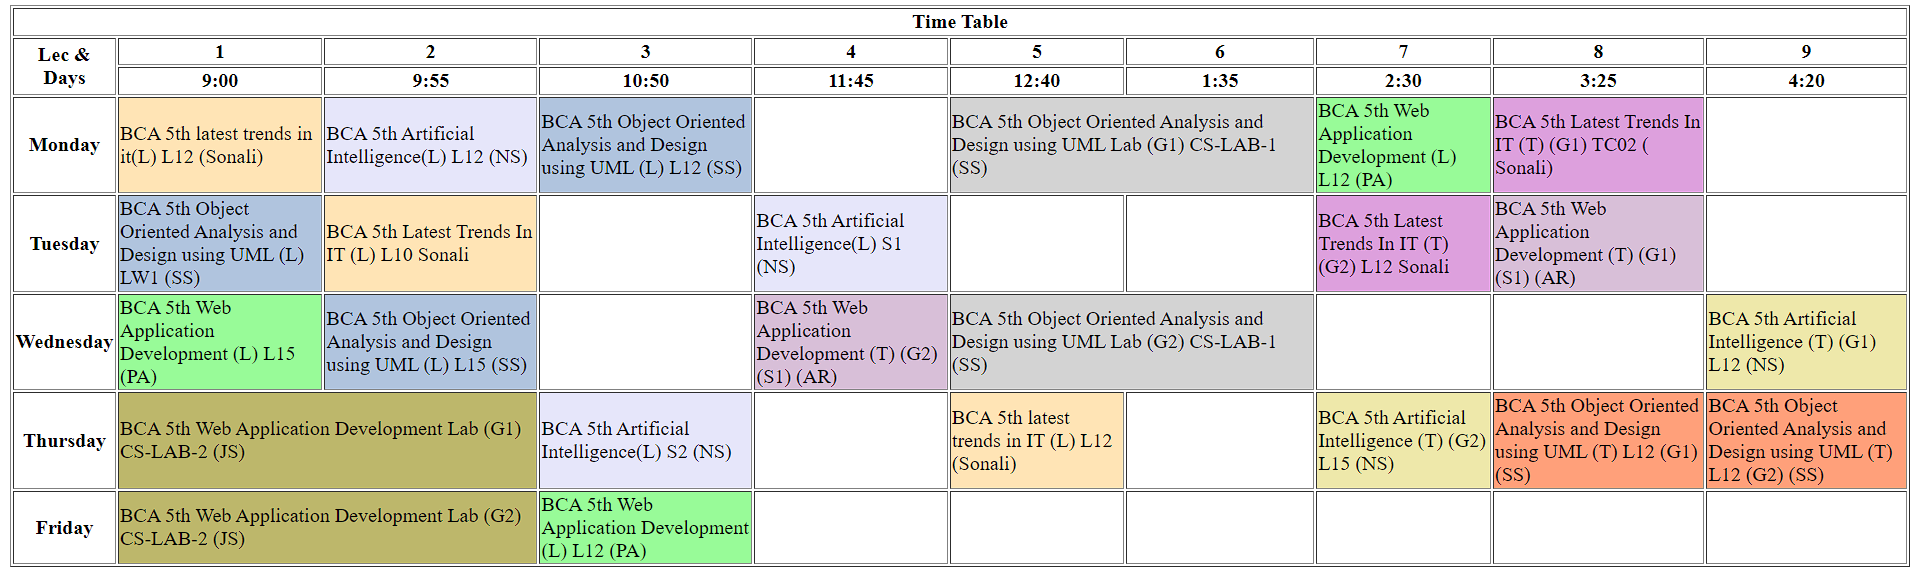 Time Table
Lec &
Days
1
2
3
4
5
6
7
8
9
9:00
9:55
10:50
11:45
12:40
1:35
2:30
3:25
4:20
Monday
BCA 5th latest trends in
it(L) L12 (Sonali)
BCA 5th Artificial
Intelligence(L) L12 (NS)
BCA 5th Object Oriented
Analysis and Design
using UML (L) L12 (SS)
BCA 5th Object Oriented Analysis and
Design using UML Lab (G1) CS-LAB-1
(SS)
BCA 5th Web
Application
Development (L)
L12 (PA)
BCA 5th Latest Trends In
IT (T) (G1) TC02 (
Sonali)
Tuesday
BCA 5th Object
Oriented Analysis and
Design using UML (L)
LW1 (SS)
BCA 5th Latest Trends In
IT (L) L10 Sonali
BCA 5th Artificial
Intelligence(L) S1
(NS)
BCA 5th Latest
Trends In IT (T)
(G2) L12 Sonali
BCA 5th Web
Application
Development (T) (G1)
(S1) (AR)
Wednesday
BCA 5th Web
Application
Development (L) L15
(PA)
BCA 5th Object Oriented
Analysis and Design
using UML (L) L15 (SS)
BCA 5th Web
Application
Development (T) (G2)
(S1) (AR)
BCA 5th Object Oriented Analysis and
Design using UML Lab (G2) CS-LAB-1
(SS)
BCA 5th Artificial
Intelligence (T) (G1)
L12 (NS)
Thursday
BCA 5th Web Application Development Lab (G1)
CS-LAB-2 (JS)
BCA 5th Artificial
Intelligence(L) S2 (NS)
BCA 5th latest
trends in IT (L) L12
(Sonali)
BCA 5th Artificial
Intelligence (T) (G2)
L15 (NS)
BCA 5th Object Oriented
Analysis and Design
using UML (T) L12 (G1)
(SS)
BCA 5th Object
Oriented Analysis and
Design using UML (T)
L12 (G2) (SS)
Friday
BCA 5th Web Application Development Lab (G2)
CS-LAB-2 (JS)
BCA 5th Web
Application Development
(L) L12 (PA)